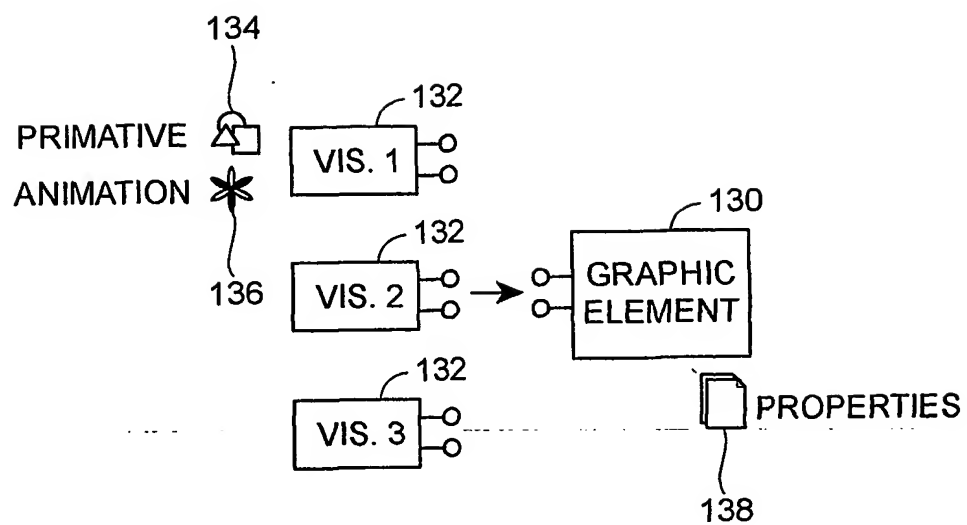 134
132
PRIMATIVE
VIS. 1
ANIMATION
130
132
136
VIS. 2
GRAPHIC
ELEMENT
132
VIS. 3
PROPERTIES
138